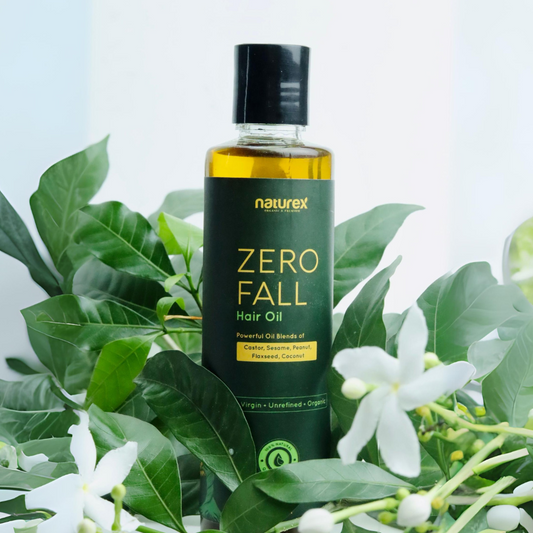 naturex
ZERO
FALL
Hair Oil
Powerful Oil Blends of
Castor, Sesame, Peanut,
Flaxseed, Coconut
Virgin • Unrefined • Organic